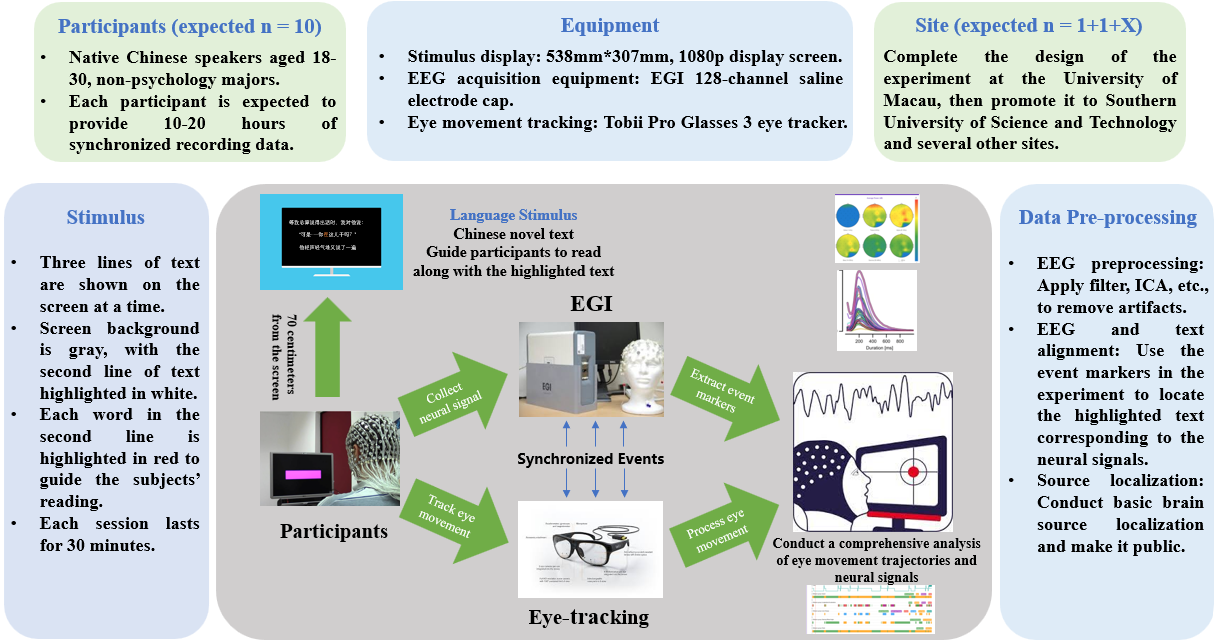 Participants (expected n = 10)
• Native Chinese speakers aged 18-
30, non-psychology majors.
• Each participant is expected to
provide 10-20 hours of
synchronized recording data.
Equipment
• Stimulus display: 538mm*307mm, 1080p display screen.
• EEG acquisition equipment: EGI 128-channel saline
electrode cap.
• Eye movement tracking: Tobii Pro Glasses 3 eye tracker.
Site (expected n = 1+1+X)
Complete the design of the
experiment at the University of
Macau, then promote it to Southern
University of Science and Technology
and several other sites.
Stimulus
• Three lines of text
are shown on the
screen at a time.
• Screen background
is gray, with the
second line of text
highlighted in white.
• Each word in the
second line is
highlighted in red to
guide the subjects'
reading.
• Each session lasts
for 30 minutes.
Language Stimulus
Chinese novel text
Guide participants to read
along with the highlighted text
70 centimeters
from the screen
Participants
Collect
neural signal
Track eye
movement
EGI
EGI
Synchronized Events
Eye-tracking
Extract event
markers
Process eye
movement
200 400 600 800
Duration (ms)
Conduct a comprehensive analysis
of eye movement trajectories and
neural signals
Data Pre-processing
• EEG preprocessing:
Apply filter, ICA, etc.,
to remove artifacts.
• EEG and text
alignment: Use the
event markers in the
experiment to locate
the highlighted text
corresponding to the
neural signals.
• Source localization:
Conduct basic brain
source localization
and make it public.